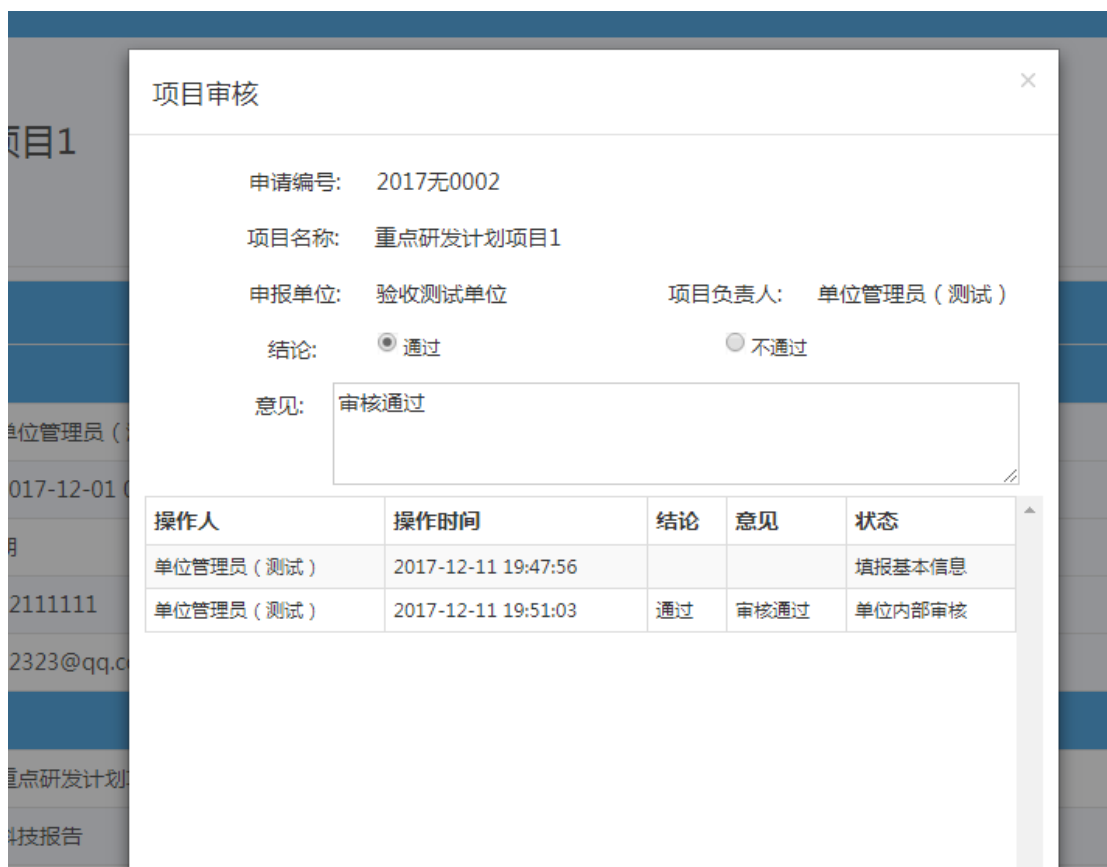 项目审核
×
项目1
申请编号: 2017无0002
项目名称: 重点研发计划项目1
申报单位: 验收测试单位 项目负责人: 单位管理员（测试）
结论: 通过 不通过
意见: 审核通过
单位管理员（
017-12-01
操作人 操作时间 结论 意见 状态
期
单位管理员（测试） 2017-12-11 19:47:56 填报基本信息
2111111
单位管理员（测试） 2017-12-11 19:51:03 通过 审核通过 单位内部审核
2323@qq.c
重点研发计划
科技报告